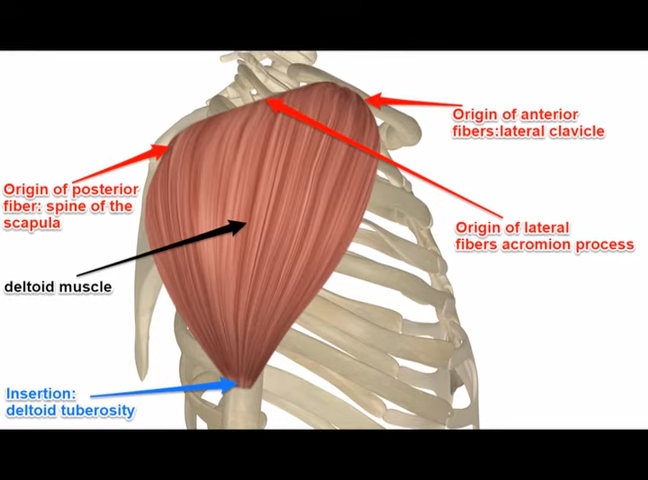 Origin of anterior
fibers:lateral clavicle
Origin of posterior
fiber: spine of the
scapula
Origin of lateral
fibers acromion process
deltoid muscle
Insertion:
deltoid tuberosity